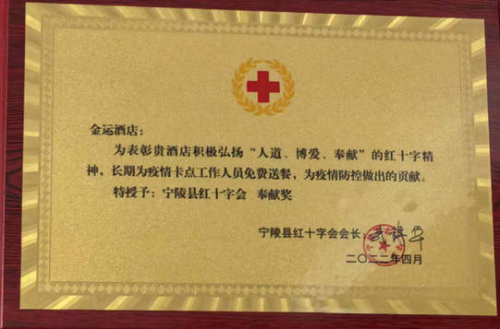 金运酒店：
为表彰贵酒店积极弘扬“人道、博爱、奉献”的红十字精
神，长期为疫情卡点工作人员免费送餐，为疫情防控做出的贡献。
特授予：宁陵县红十字会 奉献奖
宁陵县红十字会会长：
二〇二二年四月